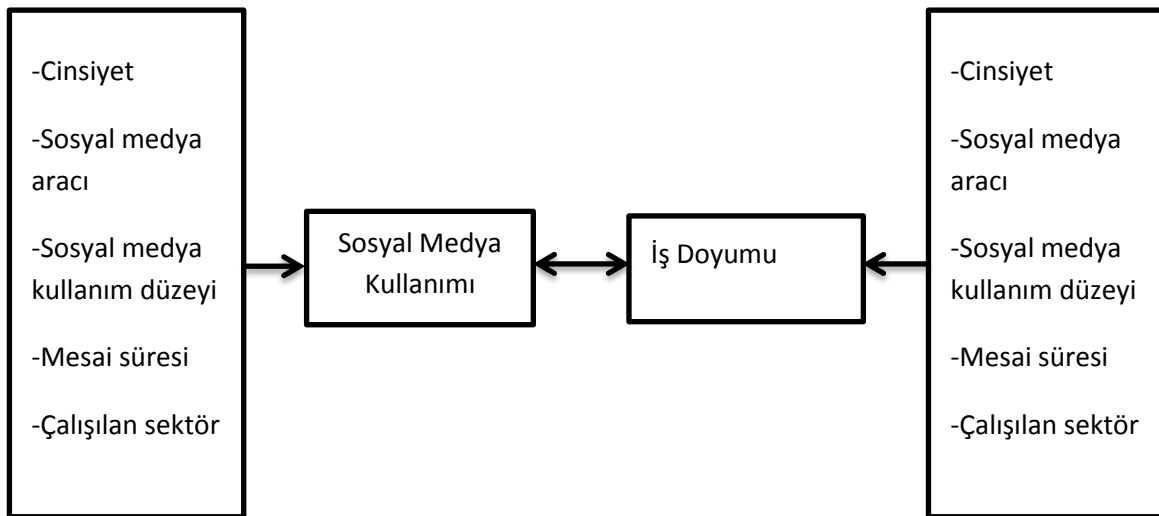 -Cinsiyet
-Sosyal medya
aracı
-Sosyal medya
kullanım düzeyi
-Mesai süresi
-Çalışılan sektör
Sosyal Medya
Kullanımı
İş Doyumu
-Cinsiyet
-Sosyal medya
aracı
-Sosyal medya
kullanım düzeyi
-Mesai süresi
-Çalışılan sektör